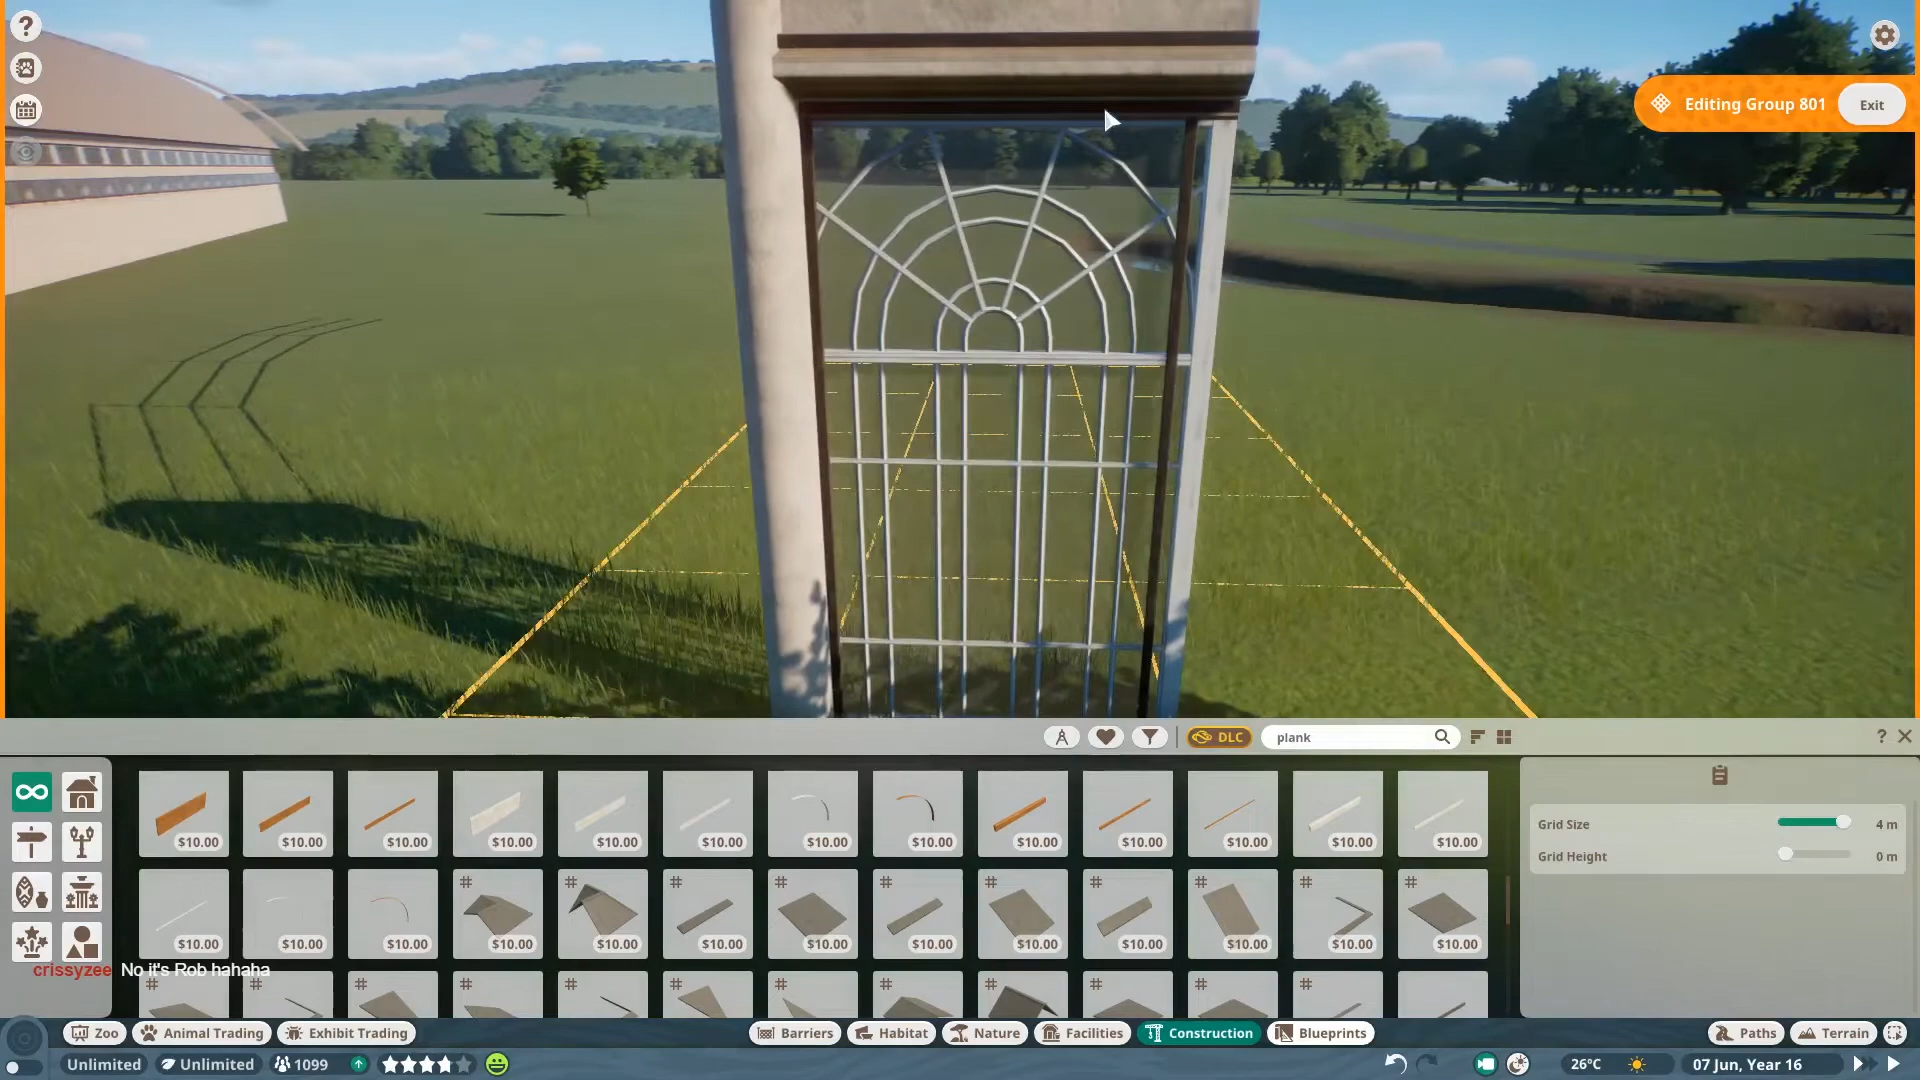 ?
Editing Group 801
Exit
DLC
plank
?
$10.00 $10.00 $10.00 $10.00 $10.00 $10.00 $10.00 $10.00 $10.00 $10.00 $10.00 $10.00 $10.00
Grid Size
4 m
Grid Height
0 m
# # # # # # # # # #
$10.00 $10.00 $10.00 $10.00 $10.00 $10.00 $10.00 $10.00 $10.00 $10.00 $10.00 $10.00 $10.00
crissyzee No it's Rob hahaha
# # # # # # # # # # # #
Zoo
Animal Trading
Exhibit Trading
Barriers
Habitat
Nature
Facilities
Construction
Blueprints
Paths
Terrain
Unlimited
Unlimited
1099
26°C
07 Jun, Year 16